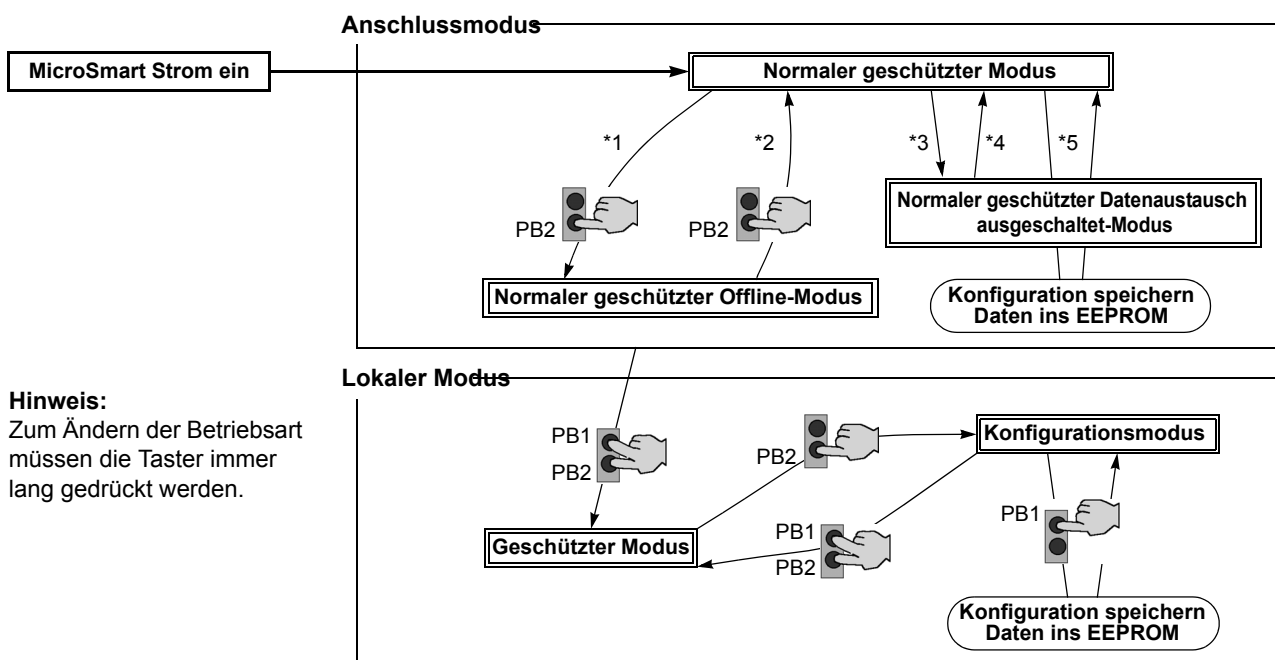 Anschlussmodus
MicroSmart Strom ein
Normaler geschützter Modus
*1
*2
*3
*4
*5
PB2
PB2
Normaler geschützter Datenaustausch
ausgeschaltet-Modus
Normaler geschützter Offline-Modus
Konfiguration speichern
Daten ins EEPROM
Lokaler Modus
Hinweis:
Zum Ändern der Betriebsart
müssen die Taster immer
lang gedrückt werden.
PB1
PB2
PB2
Konfigurationsmodus
PB1
Geschützter Modus
PB1
PB2
Konfiguration speichern
Daten ins EEPROM